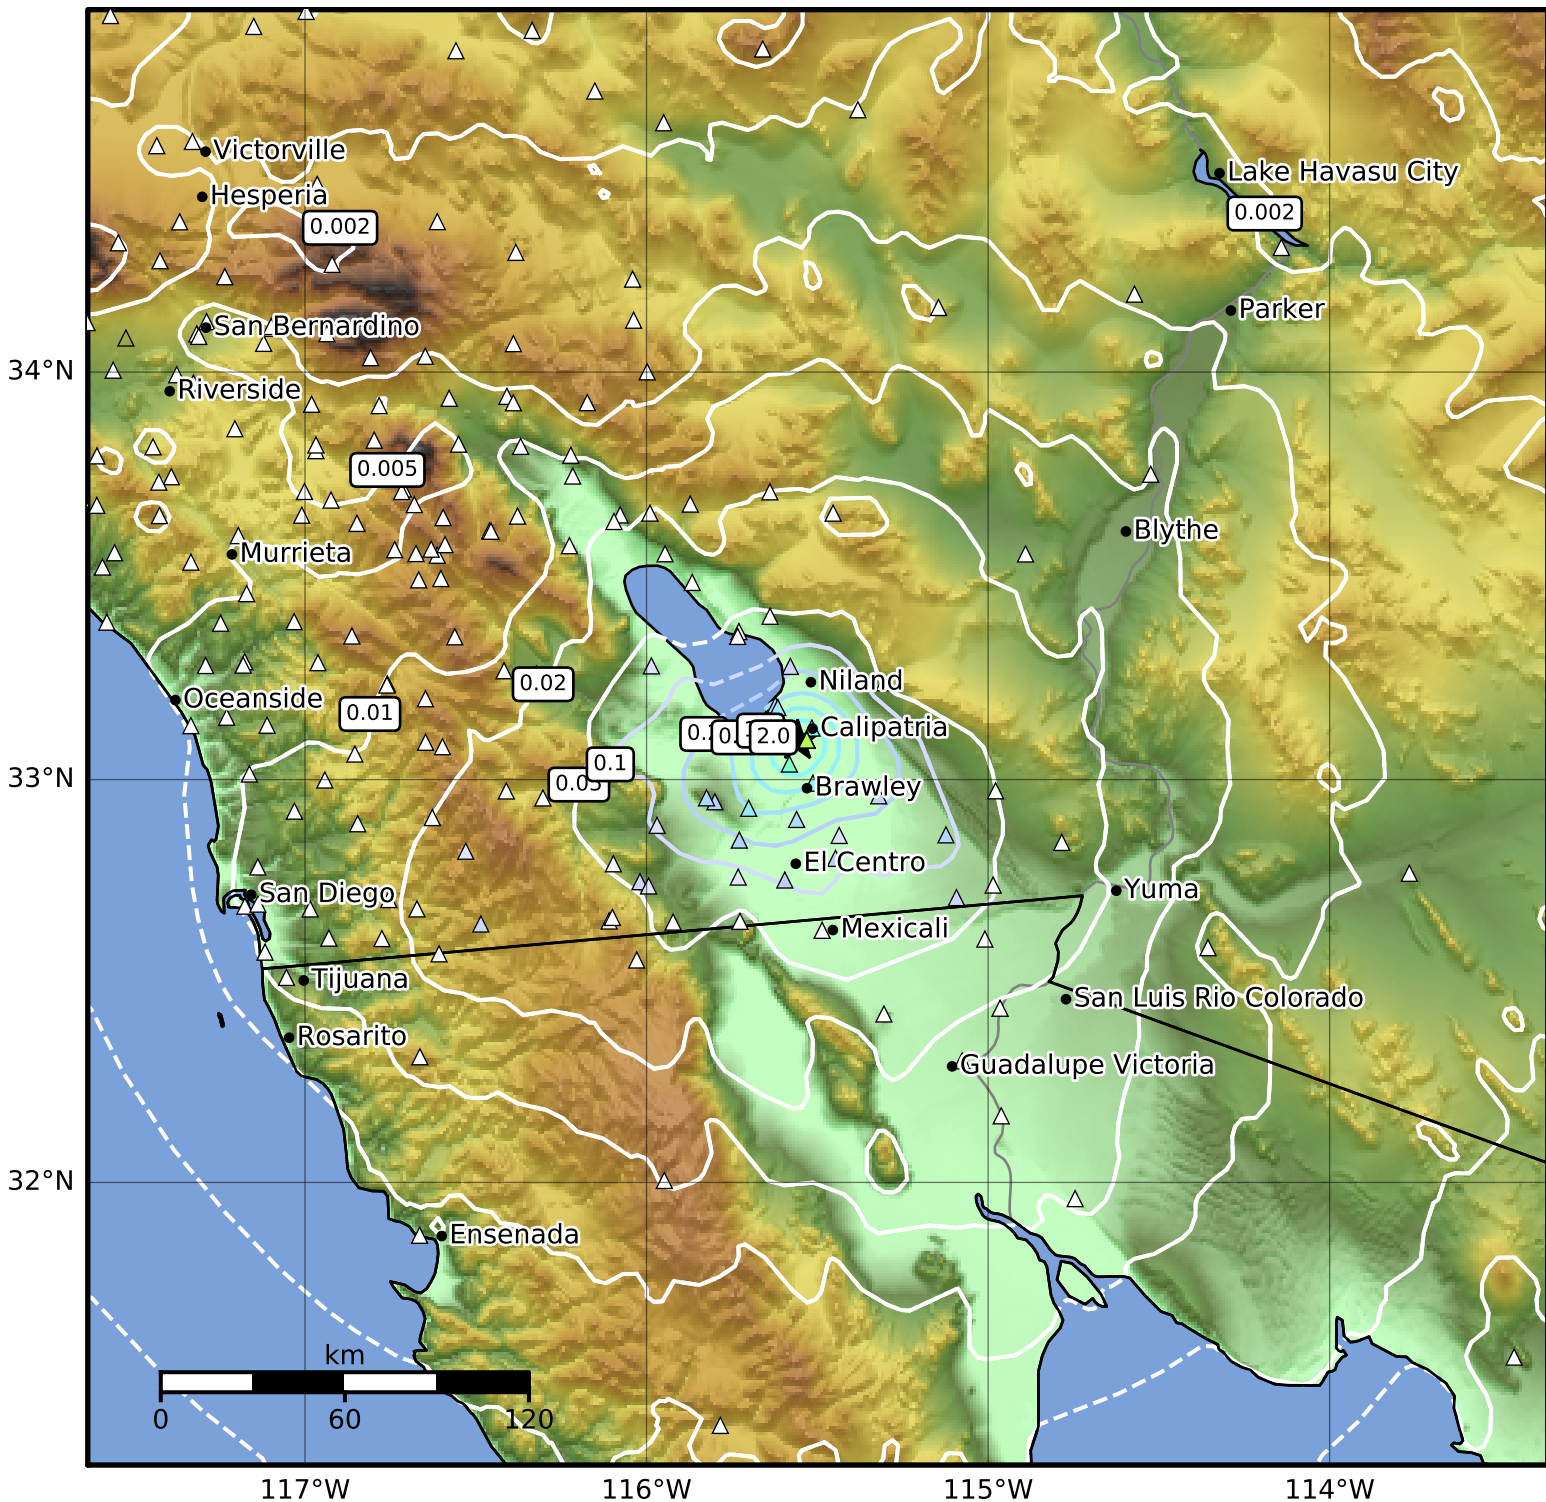 Victorville
Lake Havasu City
Hesperia
0.002
0.002
Parker
San Bernardino
34°N
Riverside
0.005
Blythe
Murrieta
Niland
0.02
Oceanside
0.01
Calipatria
2.0
0.1
0.05
33°N
Brawley
El Centro
San Diego
Yuma
Mexicali
Tijuana
San Luis Rio Colorado
Rosarito
Guadalupe Victoria
32°N
Ensenada
km
0 60 120
117°W 116°W 115°W 114°W